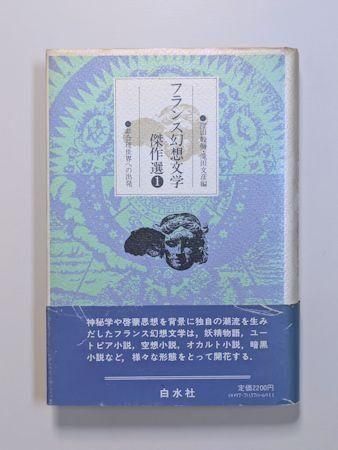 フランス幻想文学
傑作選❶
●窪田般彌・滝田文彦編
●非合理世界への出発
神秘学や啓蒙思想を背景に独自の潮流を生み
だしたフランス幻想文学は，妖精物語，ユー
トピア小説，空想小説，オカルト小説，暗黒
小説など，様々な形態をとって開花する．
白水社
定価2200円